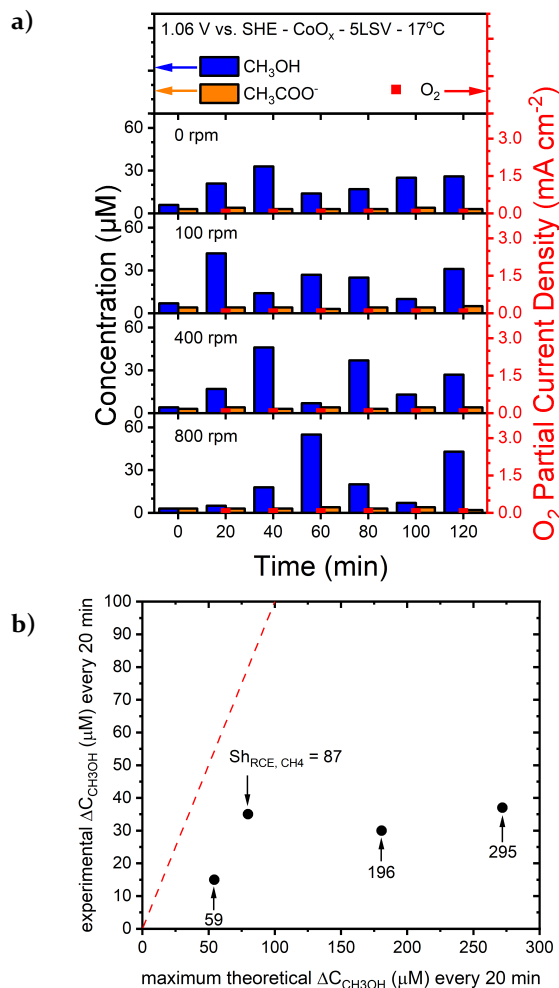 a)
1.06 V vs. SHE - CoOₓ - 5LSV - 17°C
CH₃OH
CH₃COO⁻
O₂
0 rpm
60
30
0
3.0
1.5
0.0
100 rpm
60
30
0
3.0
1.5
0.0
400 rpm
60
30
0
3.0
1.5
0.0
800 rpm
60
30
0
3.0
1.5
0.0
Concentration (µM)
O₂ Partial Current Density (mA cm⁻²)
0 20 40 60 80 100 120
Time (min)
b)
experimental ΔC_CH3OH (µM) every 20 min
100
90
80
70
60
50
40
30
20
10
0
Sh_RCE, CH4 = 87
59
196
295
0 50 100 150 200 250 300
maximum theoretical ΔC_CH3OH (µM) every 20 min